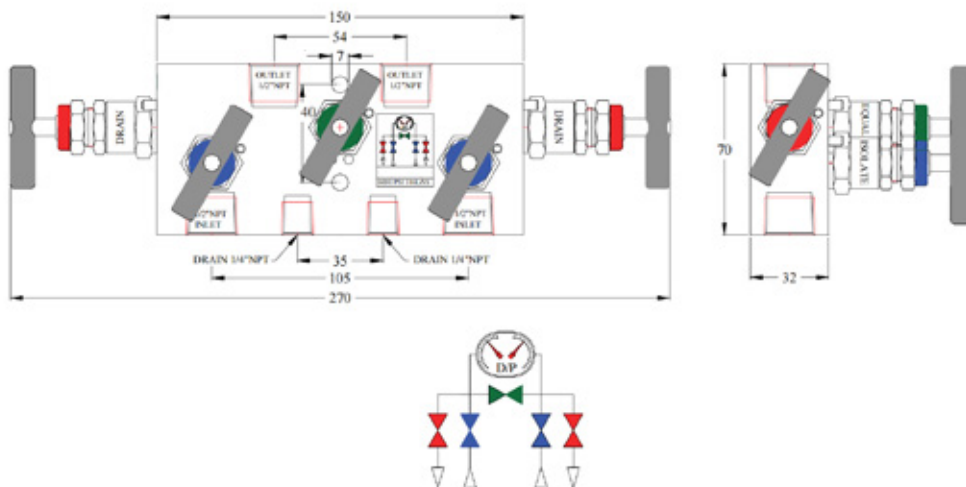 150
54
7
OUTLET
1/2"NPT
OUTLET
1/2"NPT
DRAIN
40
DRAIN
1/2"NPT
INLET
1/2"NPT
INLET
DRAIN 1/4"NPT
35
DRAIN 1/4"NPT
105
270
70
EQUAL
ISOLATE
32
D/P